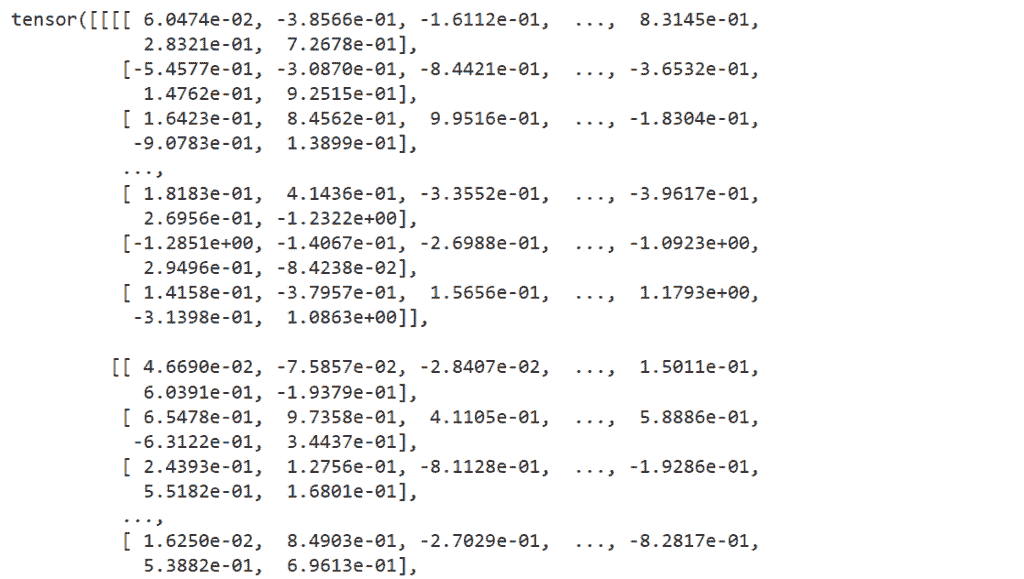 tensor([[[[ 6.0474e-02, -3.8566e-01, -1.6112e-01,  ...,  8.3145e-01,
            2.8321e-01,  7.2678e-01],
          [-5.4577e-01, -3.0870e-01, -8.4421e-01,  ..., -3.6532e-01,
            1.4762e-01,  9.2515e-01],
          [ 1.6423e-01,  8.4562e-01,  9.9516e-01,  ..., -1.8304e-01,
           -9.0783e-01,  1.3899e-01],
          ...,
          [ 1.8183e-01,  4.1436e-01, -3.3552e-01,  ..., -3.9617e-01,
            2.6956e-01, -1.2322e+00],
          [-1.2851e+00, -1.4067e-01, -2.6988e-01,  ..., -1.0923e+00,
            2.9496e-01, -8.4238e-02],
          [ 1.4158e-01, -3.7957e-01,  1.5656e-01,  ...,  1.1793e+00,
           -3.1398e-01,  1.0863e+00]],

         [[ 4.6690e-02, -7.5857e-02, -2.8407e-02,  ...,  1.5011e-01,
            6.0391e-01, -1.9379e-01],
          [ 6.5478e-01,  9.7358e-01,  4.1105e-01,  ...,  5.8886e-01,
           -6.3122e-01,  3.4437e-01],
          [ 2.4393e-01,  1.2756e-01, -8.1128e-01,  ..., -1.9286e-01,
            5.5182e-01,  1.6801e-01],
          ...,
          [ 1.6250e-02,  8.4903e-01, -2.7029e-01,  ..., -8.2817e-01,
            5.3882e-01,  6.9613e-01],